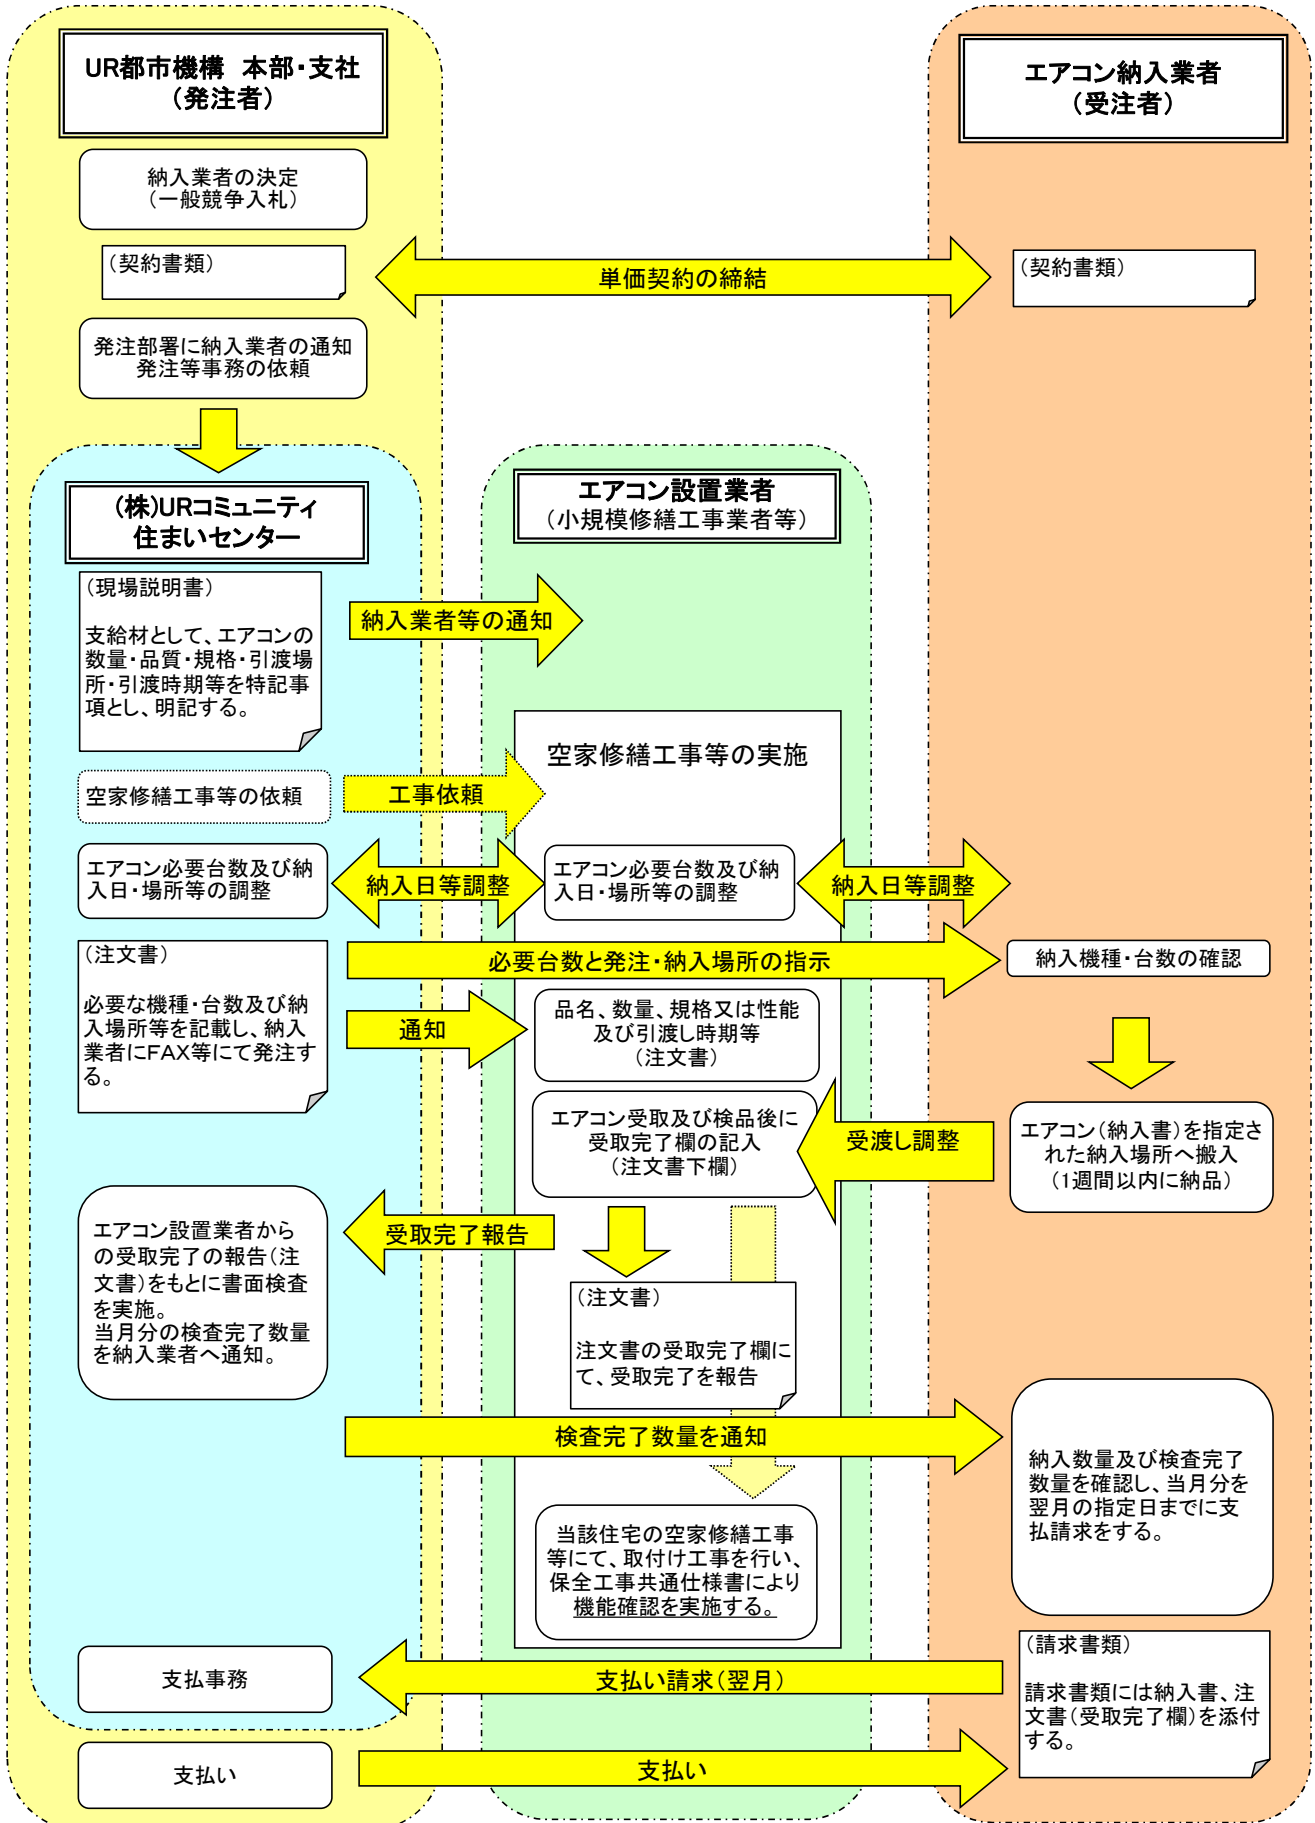 UR都市機構　本部・支社
（発注者）
エアコン納入業者
（受注者）
納入業者の決定
（一般競争入札）
（契約書類）
単価契約の締結
（契約書類）
発注部署に納入業者の通知
発注等事務の依頼
（株）URコミュニティ
住まいセンター
エアコン設置業者
（小規模修繕工事業者等）
（現場説明書）
支給材として、エアコンの
数量・品質・規格・引渡場
所・引渡時期等を特記事
項とし、明記する。
納入業者等の通知
空家修繕工事等の実施
空家修繕工事等の依頼
工事依頼
エアコン必要台数及び納
入日・場所等の調整
納入日等調整
エアコン必要台数及び納
入日・場所等の調整
納入日等調整
（注文書）
必要な機種・台数及び納
入場所等を記載し、納入
業者にFAX等にて発注す
る。
必要台数と発注・納入場所の指示
納入機種・台数の確認
通知
品名、数量、規格又は性能
及び引渡し時期等
（注文書）
エアコン受取及び検品後に
受取完了欄の記入
（注文書下欄）
受渡し調整
エアコン（納入書）を指定さ
れた納入場所へ搬入
（1週間以内に納品）
エアコン設置業者から
の受取完了の報告（注
文書）をもとに書面検査
を実施。
当月分の検査完了数量
を納入業者へ通知。
受取完了報告
（注文書）
注文書の受取完了欄に
て、受取完了を報告
検査完了数量を通知
納入数量及び検査完了
数量を確認し、当月分を
翌月の指定日までに支
払請求をする。
当該住宅の空家修繕工事
等にて、取付け工事を行い、
保全工事共通仕様書により
機能確認を実施する。
支払事務
支払い請求（翌月）
（請求書類）
請求書類には納入書、注
文書（受取完了欄）を添付
する。
支払い
支払い